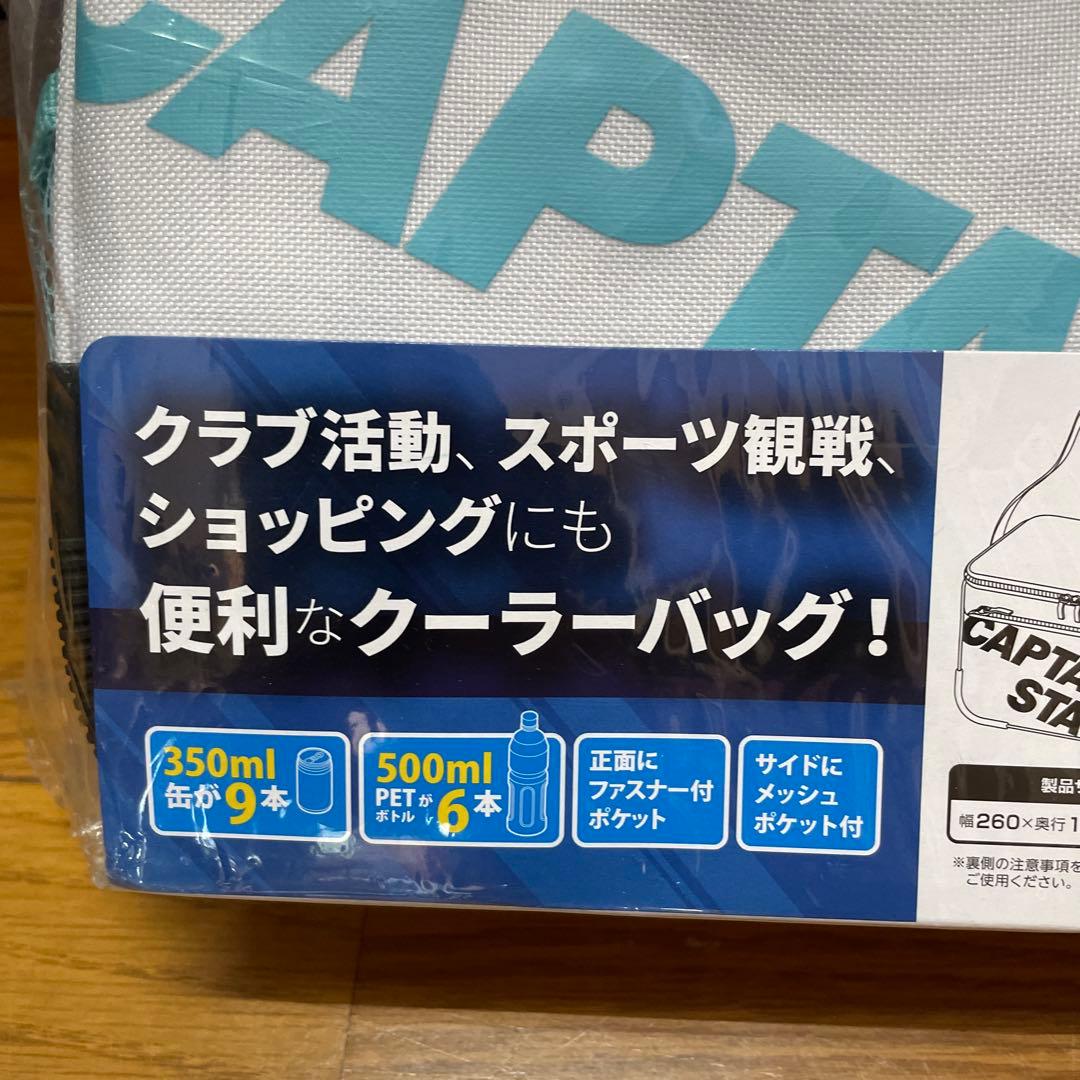 CAPTA
クラブ活動、スポーツ観戦、
ショッピングにも
便利なクーラーバッグ!
350ml
缶が9本
500ml
PETが
ボトル
6本
正面に
ファスナー付
ポケット
サイドに
メッシュ
ポケット付
CAPTA
STA
製品サ
幅260×奥行1
※裏側の注意事項を
ご使用ください。